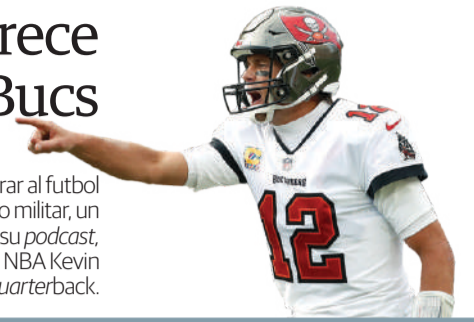 rece
Bucs
rar al futbol
o militar, un
su podcast,
NBA Kevin
uarterback.
BUCCANEERS
12
12